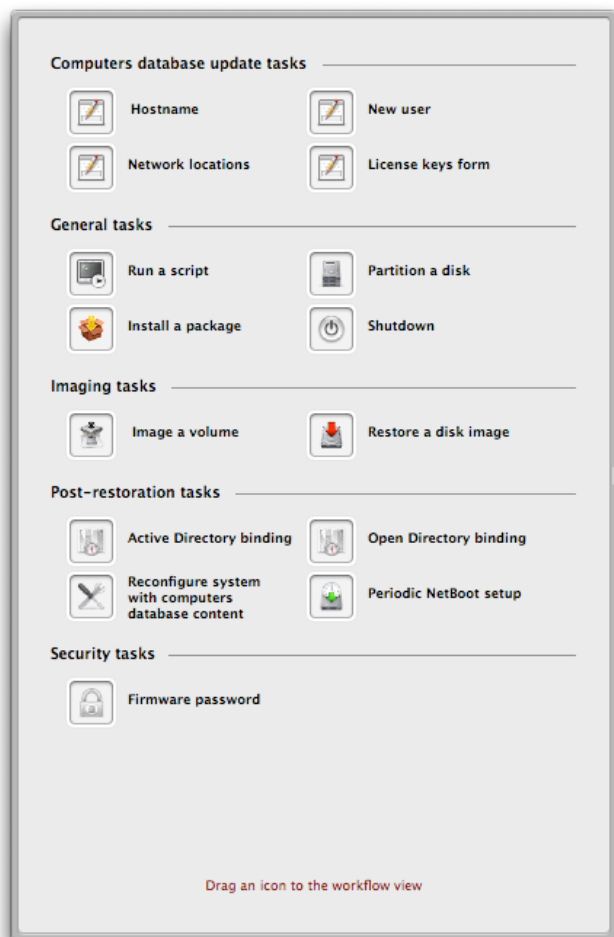 Computers database update tasks
Hostname
New user
Network locations
License keys form
General tasks
Run a script
Partition a disk
Install a package
Shutdown
Imaging tasks
Image a volume
Restore a disk image
Post-restoration tasks
Active Directory binding
Open Directory binding
Reconfigure system
with computers
database content
Periodic NetBoot setup
Security tasks
Firmware password
Drag an icon to the workflow view